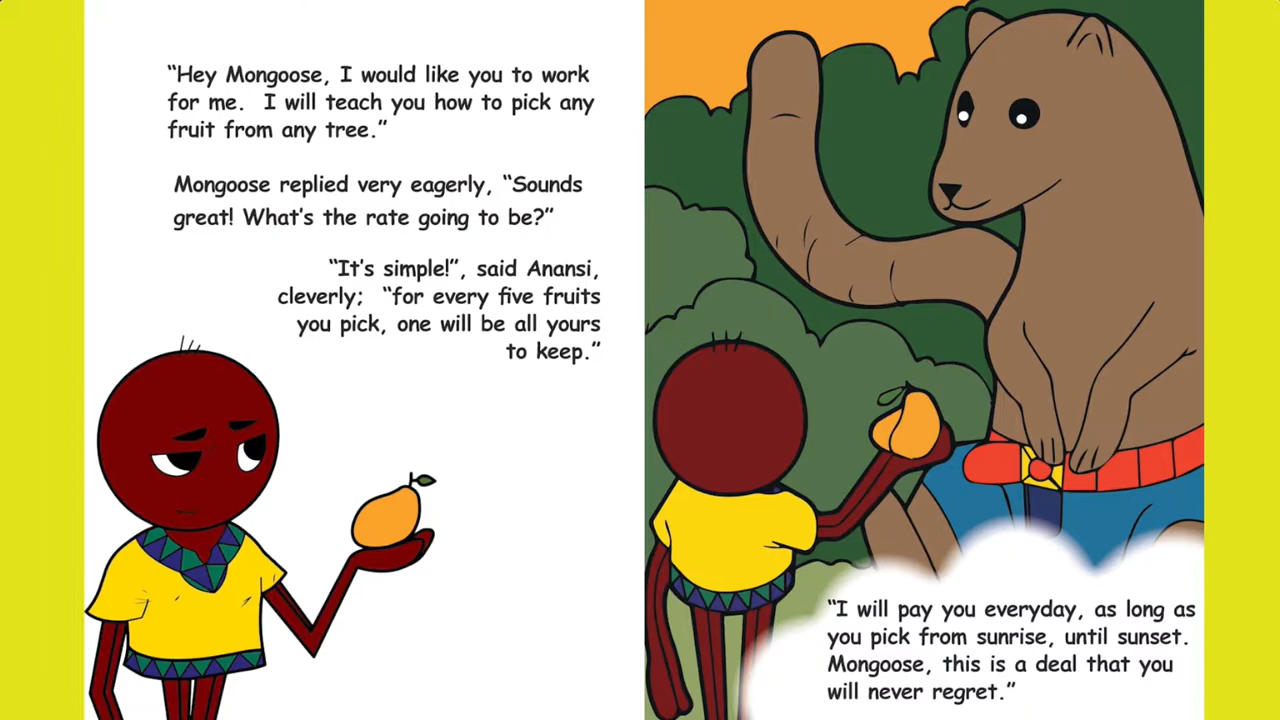 “Hey Mongoose, I would like you to work
for me.  I will teach you how to pick any
fruit from any tree.”
Mongoose replied very eagerly, “Sounds
great! What’s the rate going to be?”
“It’s simple!”, said Anansi,
cleverly;  “for every five fruits
you pick, one will be all yours
to keep.”
“I will pay you everyday, as long as
you pick from sunrise, until sunset.
Mongoose, this is a deal that you
will never regret.”